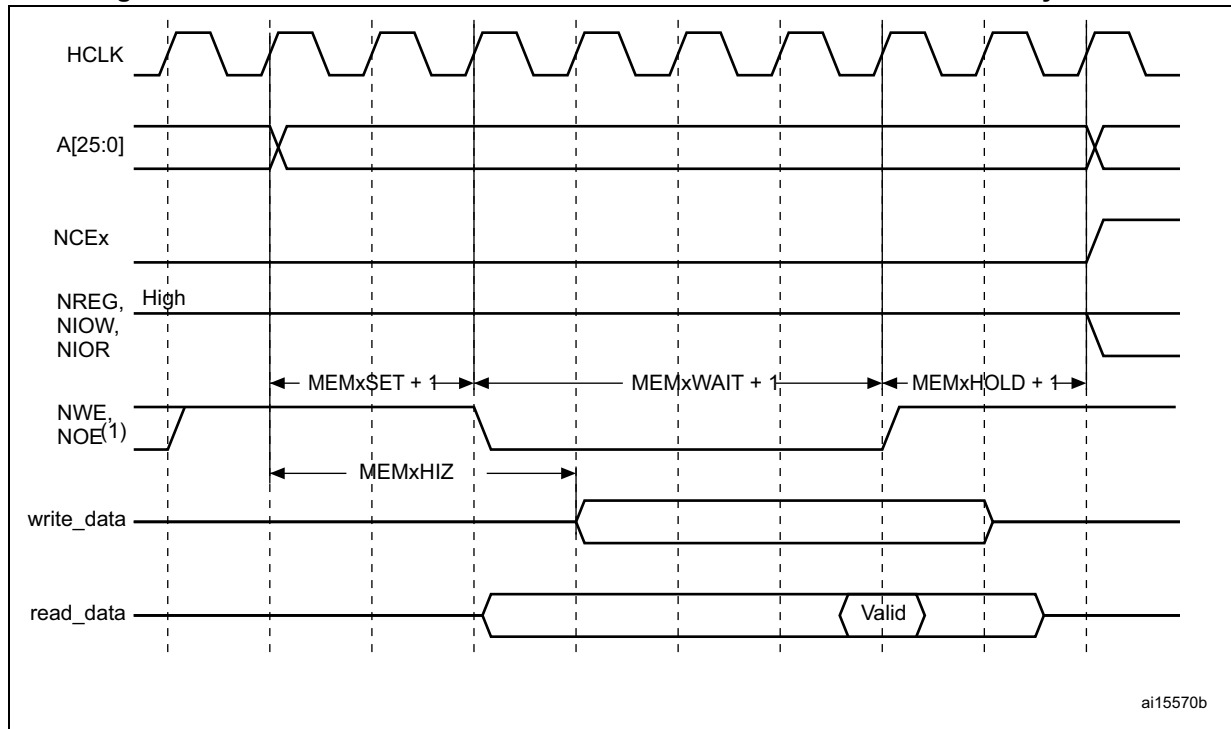 HCLK
A[25:0]
NCEx
NREG, High
NIOW,
NIOR
MEMxSET + 1 MEMxWAIT + 1 MEMxHOLD + 1
NWE,
NOE(1)
MEMxHIZ
write_data
read_data Valid
ai15570b